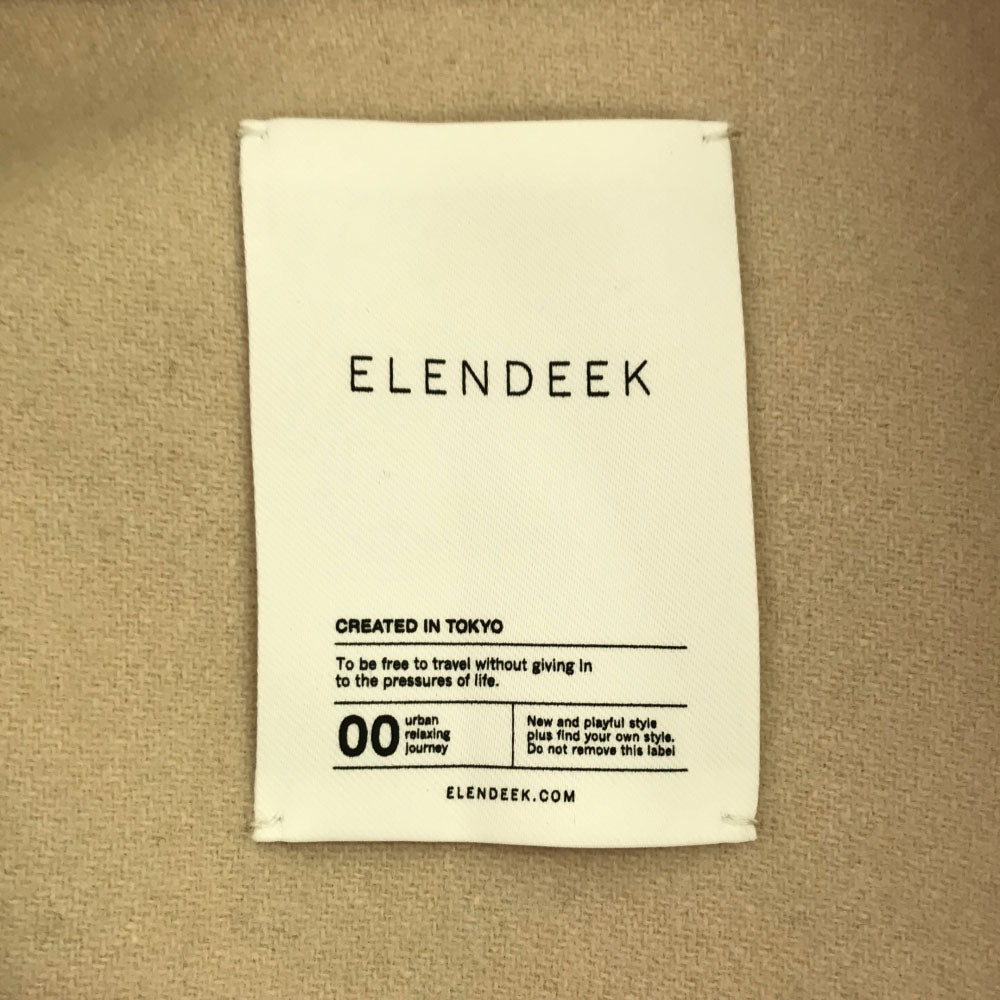 ELENDEEK
CREATED IN TOKYO
To be free to travel without giving in
to the pressures of life.
00
urban
relaxing
journey
New and playful style
plus find your own style.
Do not remove this label
ELENDEEK.COM